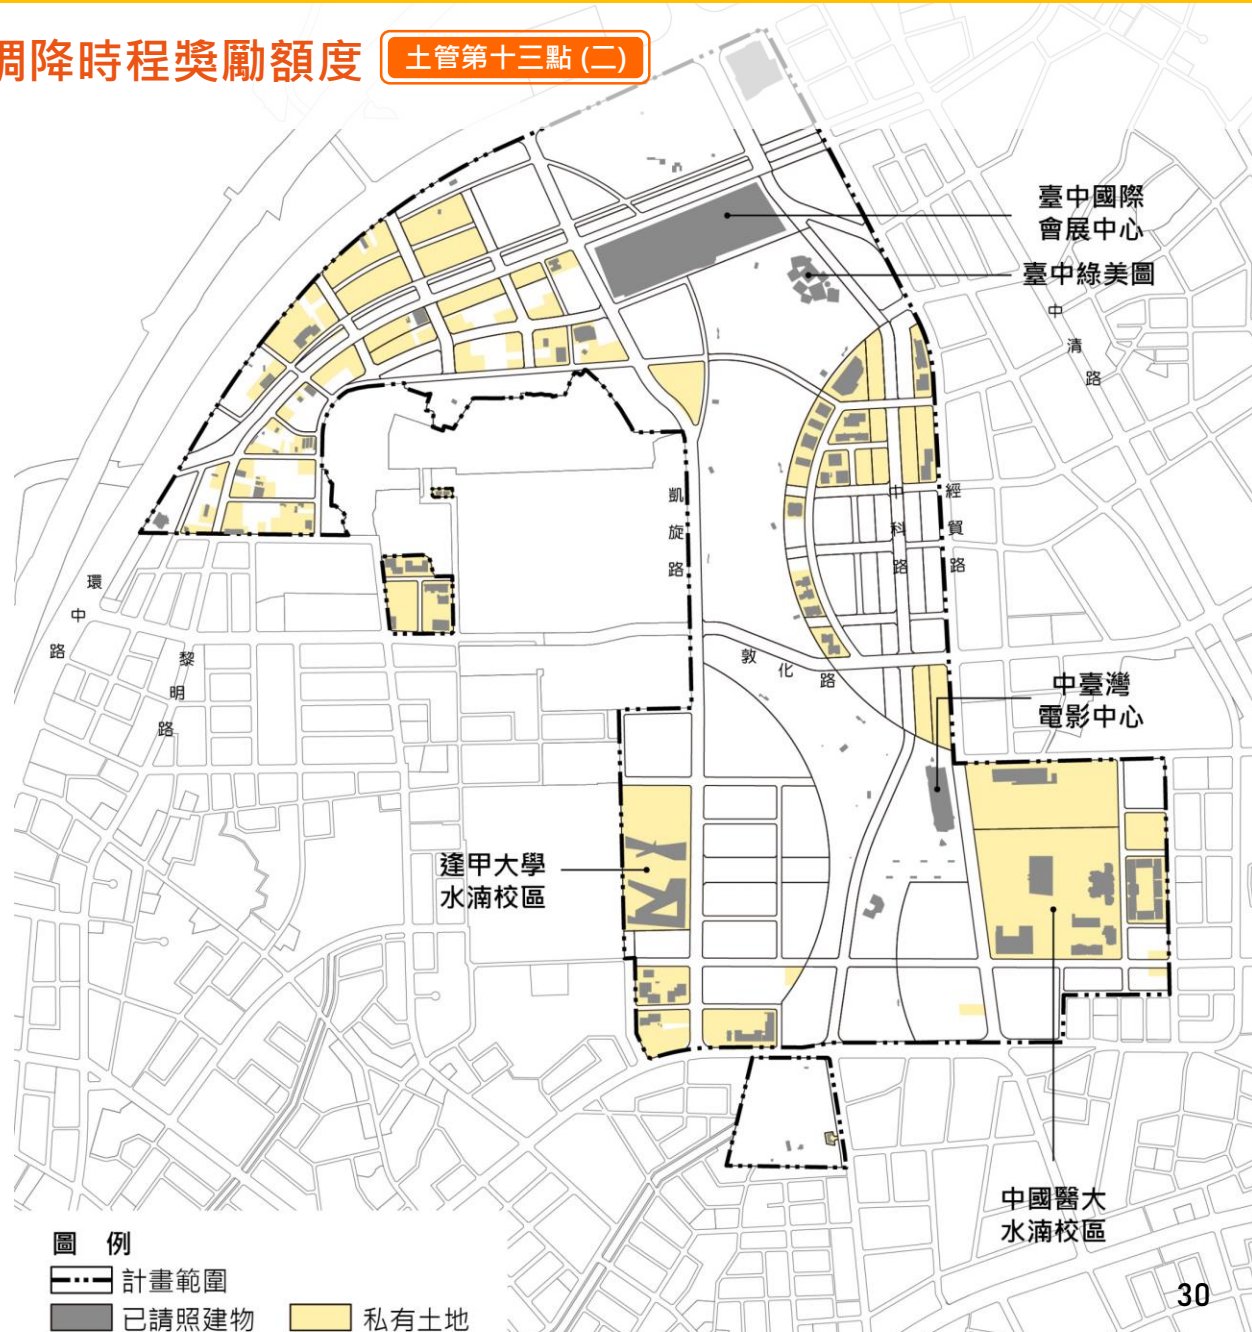 調降時程獎勵額度
土管第十三點 (二)
臺中國際
會展中心
臺中綠美圖
中清路
凱旋路
中科路
經貿路
環中路
黎明路
敦化路
中臺灣
電影中心
逢甲大學
水湳校區
中國醫大
水湳校區
圖 例
計畫範圍
已請照建物
私有土地
30